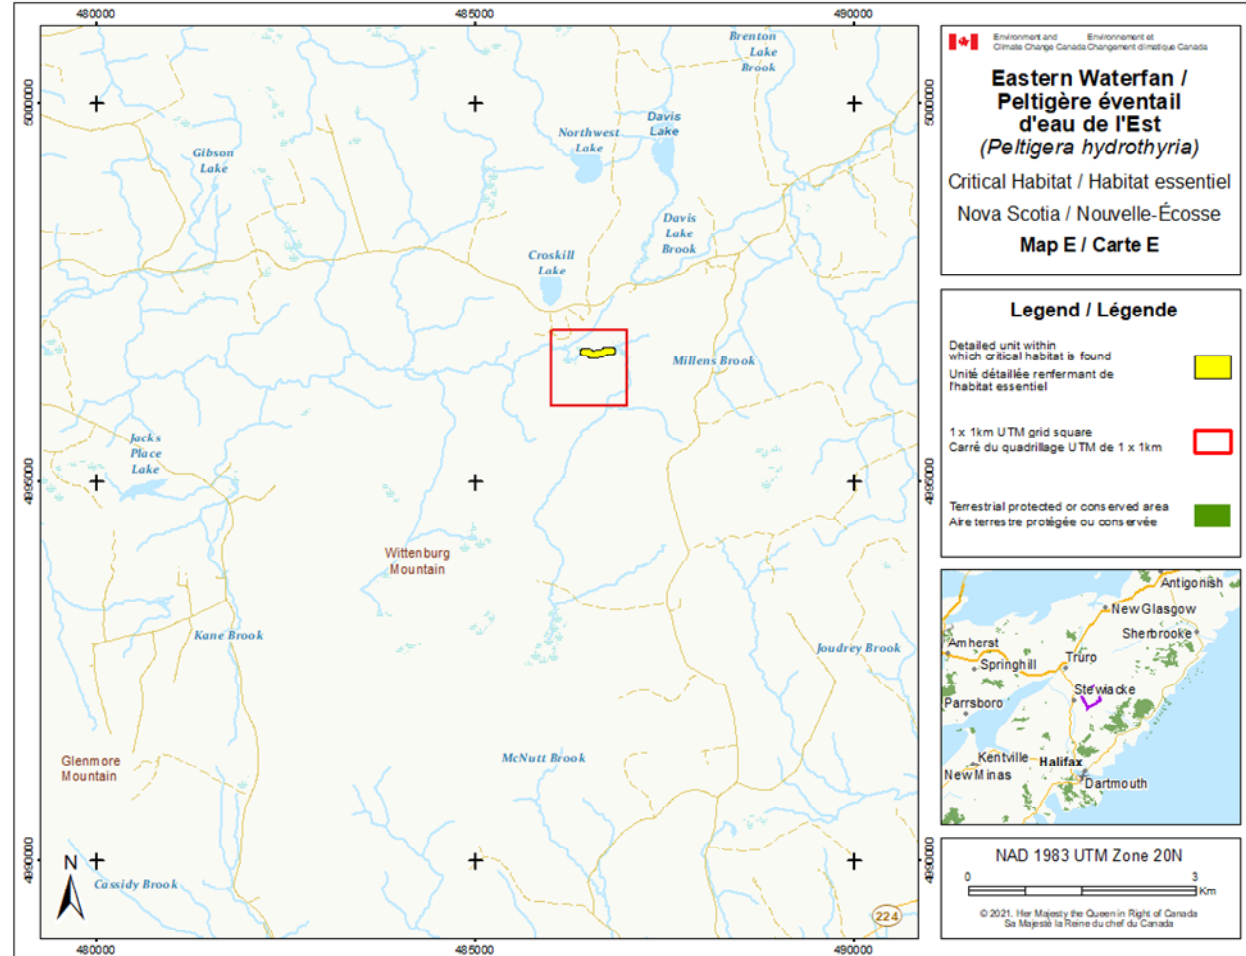 480000
485000
490000
5000000
5000000
4995000
4995000
4990000
4990000
480000
485000
490000
Brenton
Lake
Brook
Davis
Lake
Northwest
Lake
Gibson
Lake
Davis
Lake
Brook
Croskill
Lake
Millens Brook
Jacks
Place
Lake
Wittenburg
Mountain
Kane Brook
Joudrey Brook
McNutt Brook
Glenmore
Mountain
Cassidy Brook
N
224
Environment and Environnement et
Climate Change Canada Changement climatique Canada
Eastern Waterfan /
Peltigère éventail
d'eau de l'Est
(Peltigera hydrothyria)
Critical Habitat / Habitat essentiel
Nova Scotia / Nouvelle-Écosse
Map E / Carte E
Legend / Légende
Detailed unit within
which critical habitat is found
Unité détaillée renfermant de
l'habitat essentiel
1 x 1km UTM grid square
Carré du quadrillage UTM de 1 x 1km
Terrestrial protected or conserved area
Aire terrestre protégée ou conservée
Antigonish
New Glasgow
Sherbrooke
Amherst
Springhill
Truro
Stewiacke
Parrsboro
Kentville
New Minas
Halifax
Dartmouth
NAD 1983 UTM Zone 20N
0 3
Km
© 2021. Her Majesty the Queen in Right of Canada
Sa Majesté la Reine du chef du Canada